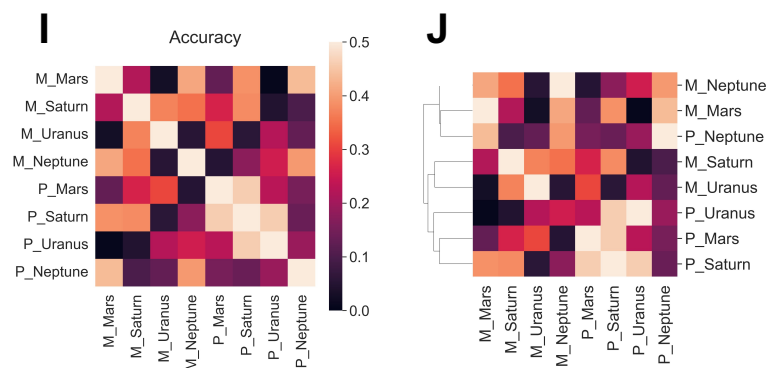 I
Accuracy
M_Mars
M_Saturn
M_Uranus
M_Neptune
P_Mars
P_Saturn
P_Uranus
P_Neptune
M_Mars
M_Saturn
M_Uranus
M_Neptune
P_Mars
P_Saturn
P_Uranus
P_Neptune
0.5
0.4
0.3
0.2
0.1
0.0
J
M_Neptune
M_Mars
P_Neptune
M_Saturn
M_Uranus
P_Uranus
P_Mars
P_Saturn
M_Mars
M_Saturn
M_Uranus
M_Neptune
P_Mars
P_Saturn
P_Uranus
P_Neptune